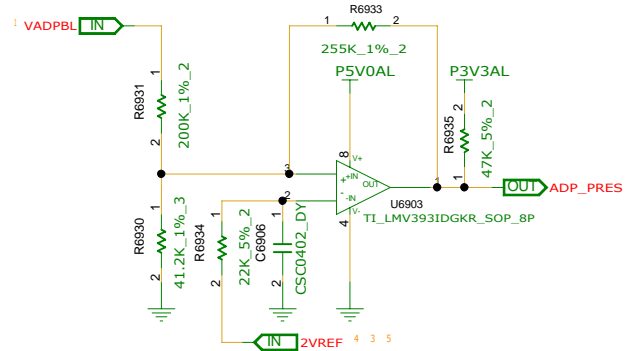 R6933
1 2
255K_1%_2
1 VADPBL IN
P5V0AL P3V3AL
1
R6931
200K_1%_2
2
2
R6935
47K_5%_2
1
8 V+
3 + +IN
OUT 1
OUT ADP_PRES
2 - -IN
U6903
V-
4
TI_LMV393IDGKR_SOP_8P
1
R6930
41.2K_1%_3
2
1
R6934
22K_5%_2
2
1
C6906
CSC0402_DY
2
IN 2VREF 4 3 5